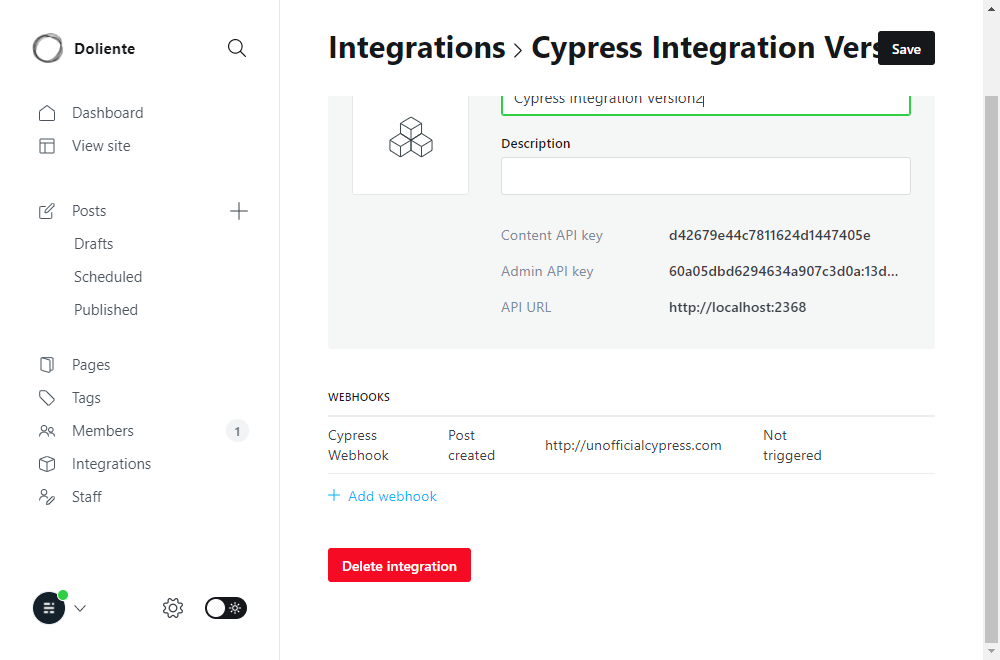 Doliente
Dashboard
View site
Posts
Drafts
Scheduled
Published
Pages
Tags
Members 1
Integrations
Staff
Integrations > Cypress Integration Vers
Save
Cypress Integration Version2
Description
Content API key d42679e44c7811624d1447405e
Admin API key 60a05dbd6294634a907c3d0a:13d...
API URL http://localhost:2368
WEBHOOKS
Cypress Webhook
Post created
http://unofficialcypress.com
Not triggered
+ Add webhook
Delete integration